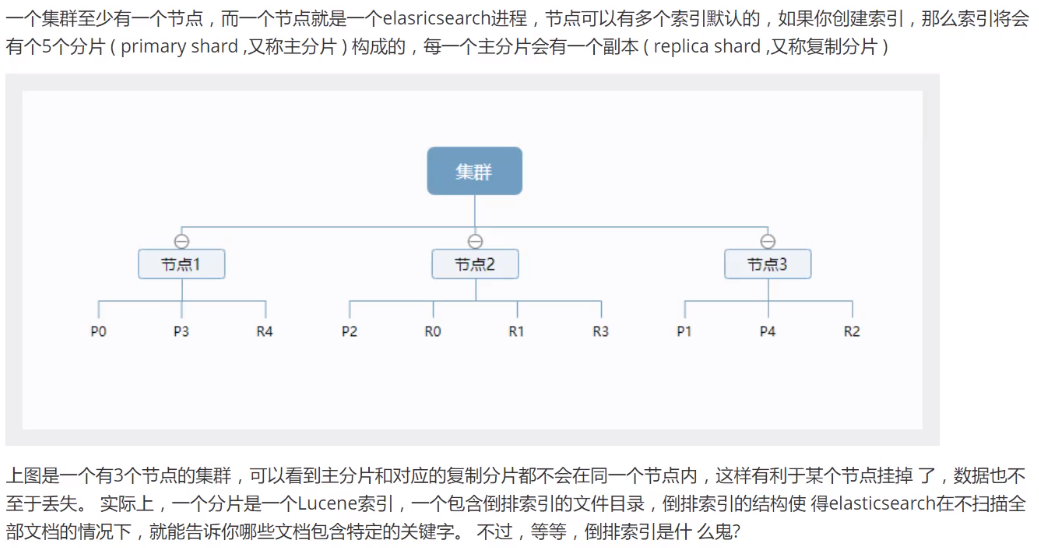 一个集群至少有一个节点，而一个节点就是一个elasricsearch进程，节点可以有多个索引默认的，如果你创建索引，那么索引将会
有个5个分片 ( primary shard ,又称主分片 ) 构成的，每一个主分片会有一个副本 ( replica shard ,又称复制分片 )
集群
节点1 节点2 节点3
P0 P3 R4 P2 R0 R1 R3 P1 P4 R2
上图是一个有3个节点的集群，可以看到主分片和对应的复制分片都不会在同一个节点内，这样有利于某个节点挂掉 了，数据也不
至于丢失。 实际上，一个分片是一个Lucene索引，一个包含倒排索引的文件目录，倒排索引的结构使 得elasticsearch在不扫描全
部文档的情况下，就能告诉你哪些文档包含特定的关键字。 不过，等等，倒排索引是什 么鬼?